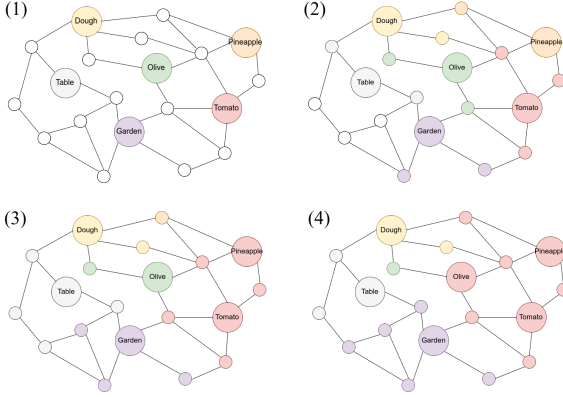 (1)
Dough
Pineapple
Olive
Table
Tomato
Garden
(2)
Dough
Pineapple
Olive
Table
Tomato
Garden
(3)
Dough
Pineapple
Olive
Table
Tomato
Garden
(4)
Dough
Pineapple
Olive
Table
Tomato
Garden